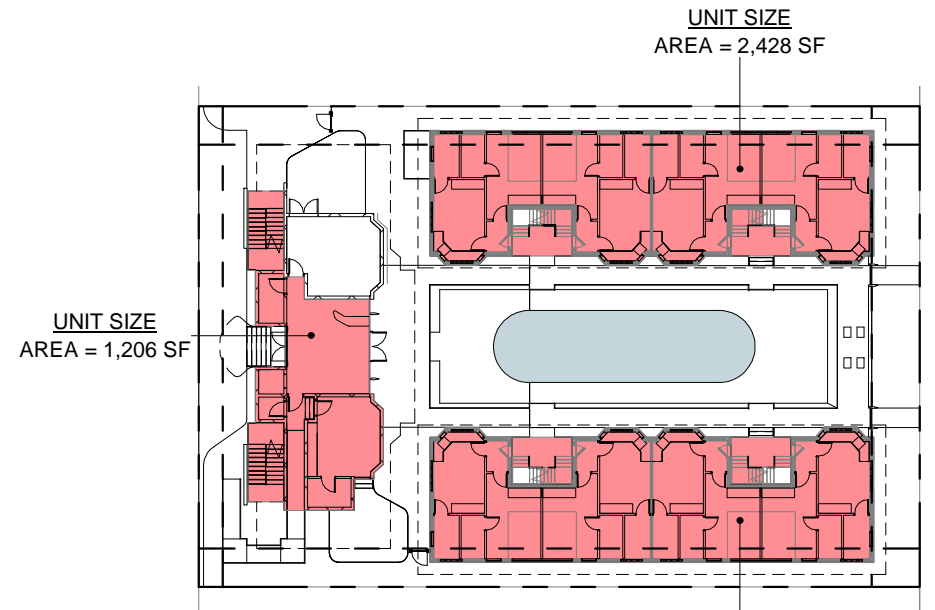 UNIT SIZE
AREA = 2,428 SF
UNIT SIZE
AREA = 1,206 SF